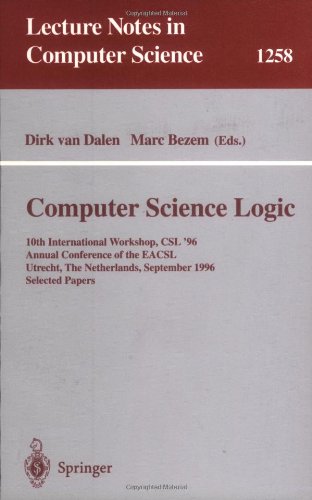 Lecture Notes in
Computer Science 1258
Dirk van Dalen Marc Bezem (Eds.)
Computer Science Logic
10th International Workshop, CSL '96
Annual Conference of the EACSL
Utrecht, The Netherlands, September 1996
Selected Papers
Springer